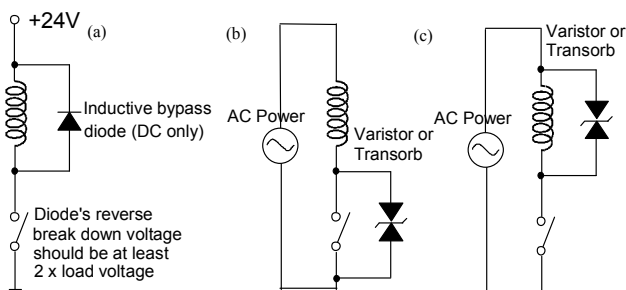 +24V
(a)
Inductive bypass
diode (DC only)
Diode's reverse
break down voltage
should be at least
2 x load voltage
(b)
AC Power
Varistor or
Transorb
(c)
Varistor or
Transorb
AC Power